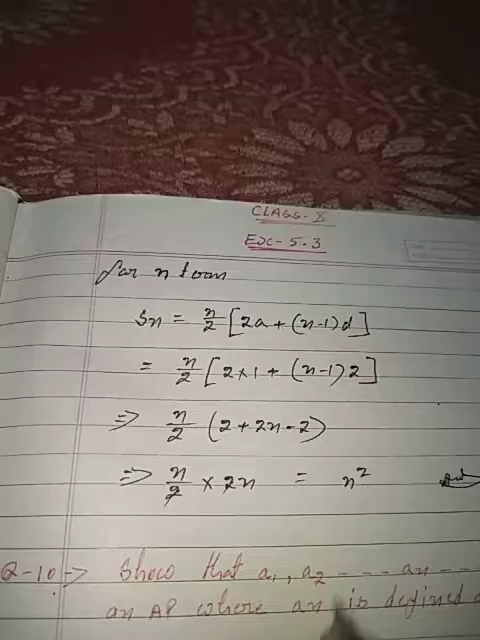 CLASS-8
EXC-5.3
for n term
Sn = n/2 [2a + (n-1)d]
= n/2 [2×1 + (n-1)2]
⇒ n/2 (2+2n-2)
⇒ n/2 × 2n = n²
Q-10 → Show that a₁, a₂ --- an --
an AP where an is defined